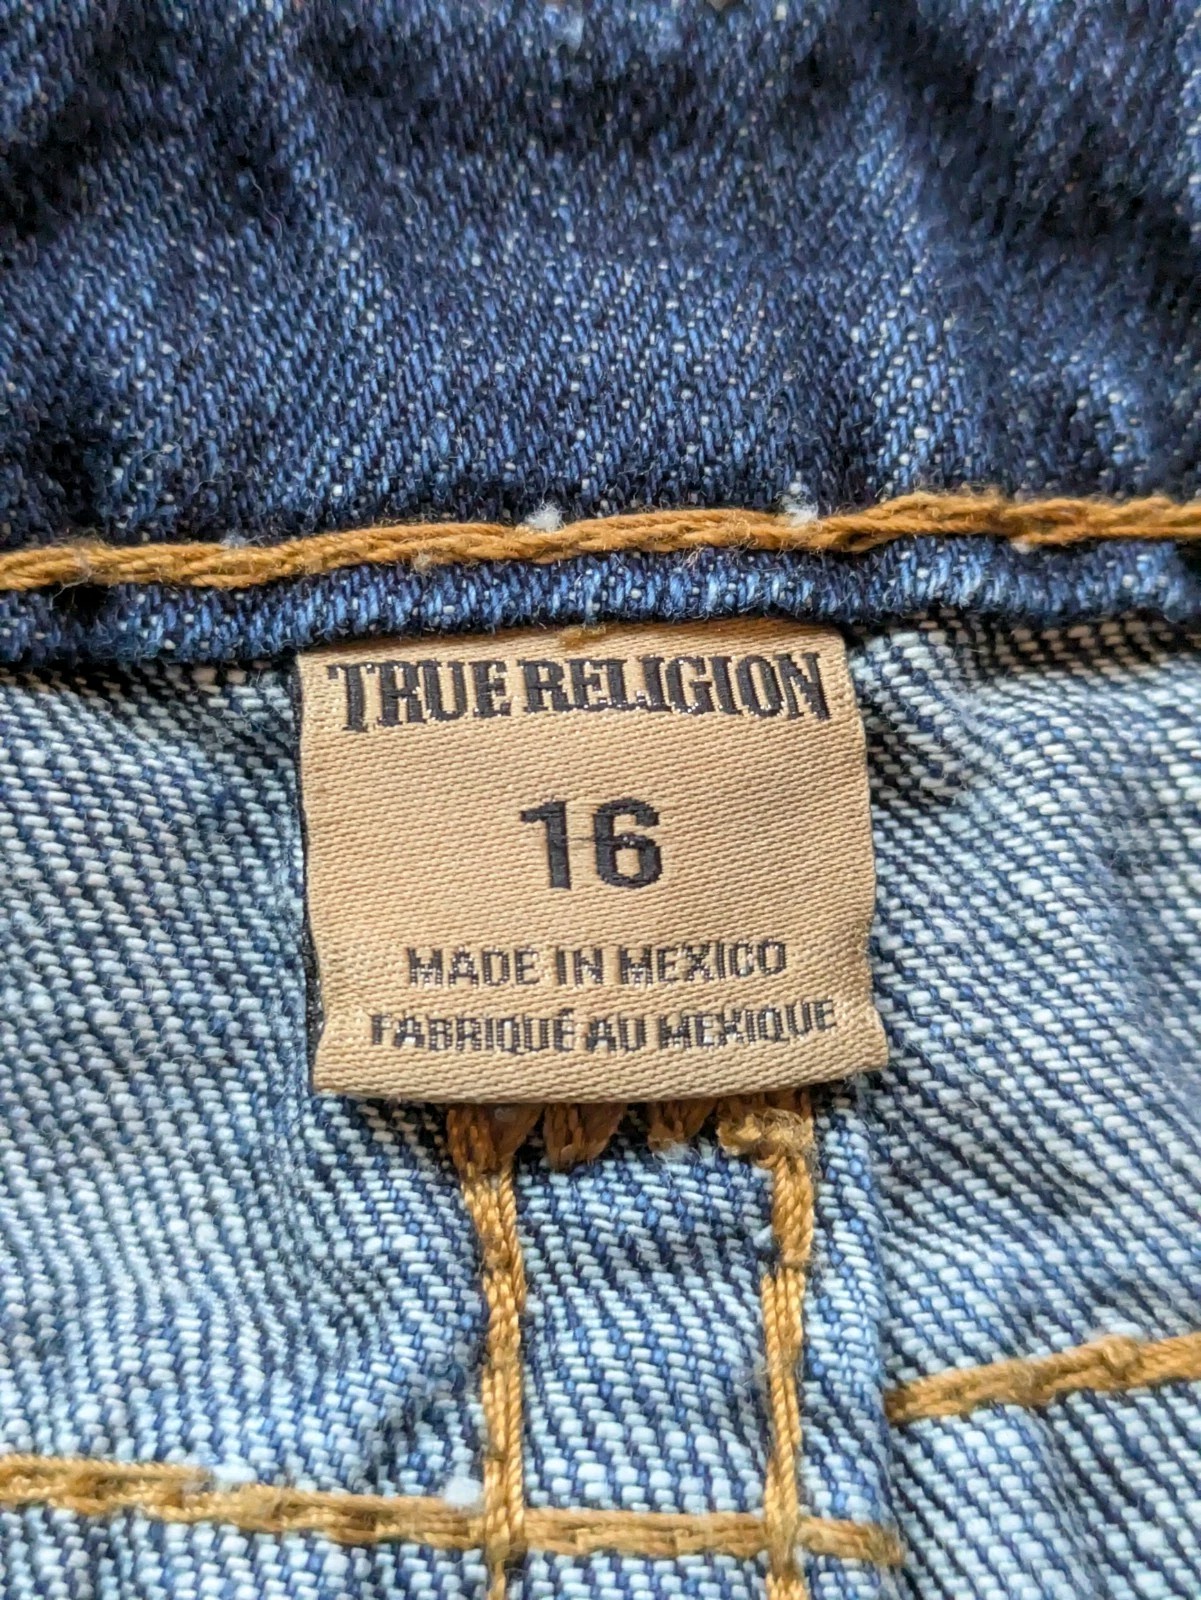 TRUE RELIGION
16
MADE IN MEXICO
FABRIQUÉ AU MEXIQUE